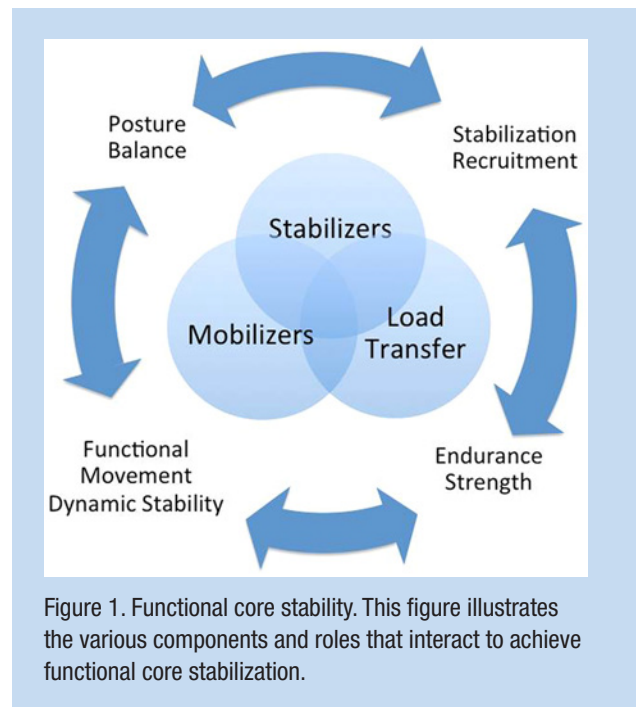 Posture
Balance
Stabilization
Recruitment
Stabilizers
Mobilizers
Load
Transfer
Functional
Movement
Dynamic Stability
Endurance
Strength
Figure 1. Functional core stability. This figure illustrates
the various components and roles that interact to achieve
functional core stabilization.